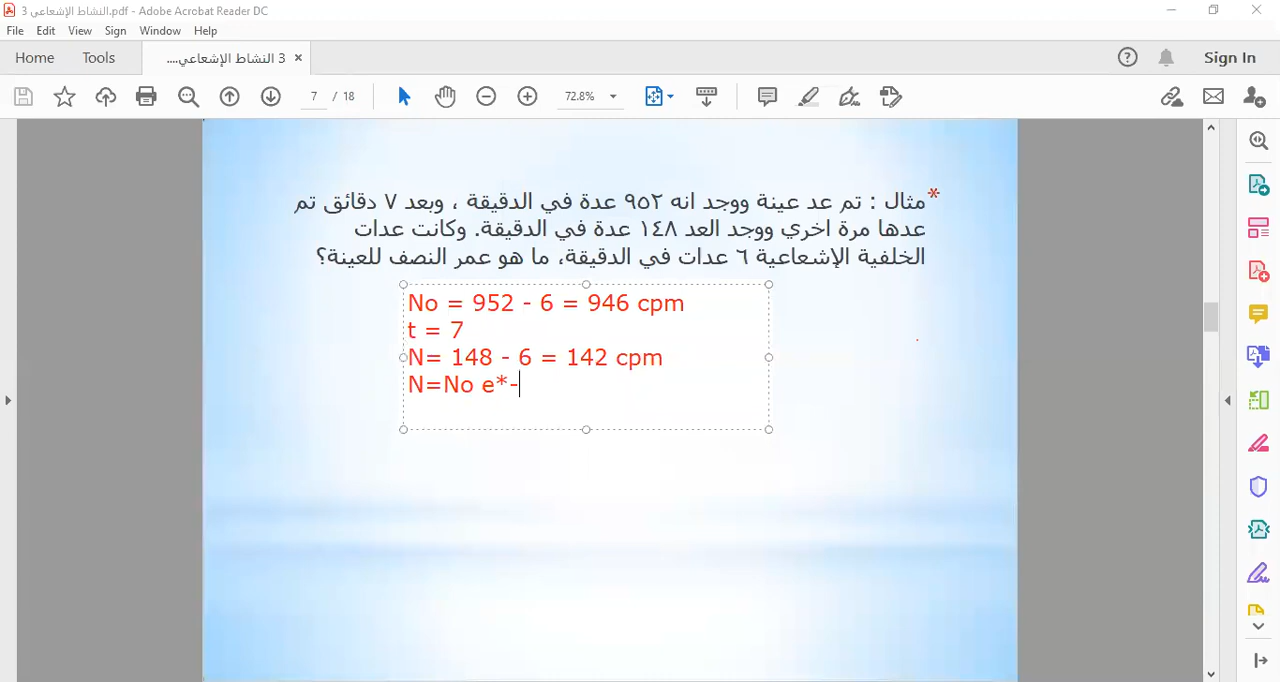 النشاط الإشعاعي 3.pdf - Adobe Acrobat Reader DC
File Edit View Sign Window Help
Home Tools 3 النشاط الإشعاعي.... × Sign In
7 / 18 72.8%
* مثال : تم عد عينة ووجد انه ٩٥٢ عدة في الدقيقة ، وبعد ٧ دقائق تم
عدها مرة اخري ووجد العد ١٤٨ عدة في الدقيقة. وكانت عدات
الخلفية الإشعاعية ٦ عدات في الدقيقة، ما هو عمر النصف للعينة؟
No = 952 - 6 = 946 cpm
t = 7
N= 148 - 6 = 142 cpm
N=No e*-